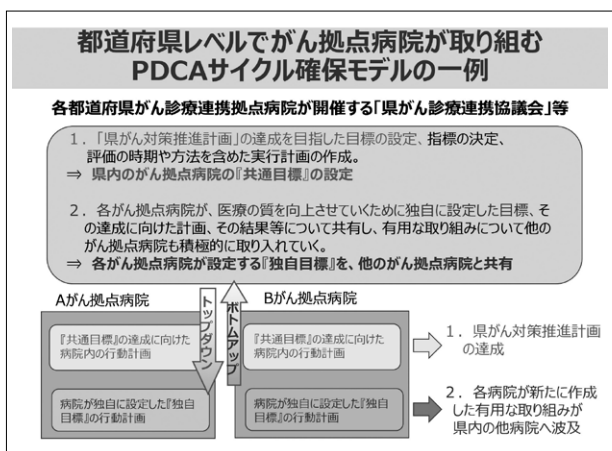 都道府県レベルでがん拠点病院が取り組む
PDCAサイクル確保モデルの一例
各都道府県がん診療連携拠点病院が開催する「県がん診療連携協議会」等
１．「県がん対策推進計画」の達成を目指した目標の設定、指標の決定、
評価の時期や方法を含めた実行計画の作成。
⇒ 県内のがん拠点病院の『共通目標』の設定
２．各がん拠点病院が、医療の質を向上させていくために独自に設定した目標、そ
の達成に向けた計画、その結果等について共有し、有用な取り組みについて他の
がん拠点病院も積極的に取り入れていく。
⇒ 各がん拠点病院が設定する『独自目標』を、他のがん拠点病院と共有
Aがん拠点病院
トップダウン
ボトムアップ
Bがん拠点病院
『共通目標』の達成に向けた
病院内の行動計画
病院が独自に設定した『独自
目標』の行動計画
『共通目標』の達成に向けた
病院内の行動計画
病院が独自に設定した『独自
目標』の行動計画
１．県がん対策推進計画
の達成
２．各病院が新たに作成
した有用な取り組みが
県内の他病院へ波及